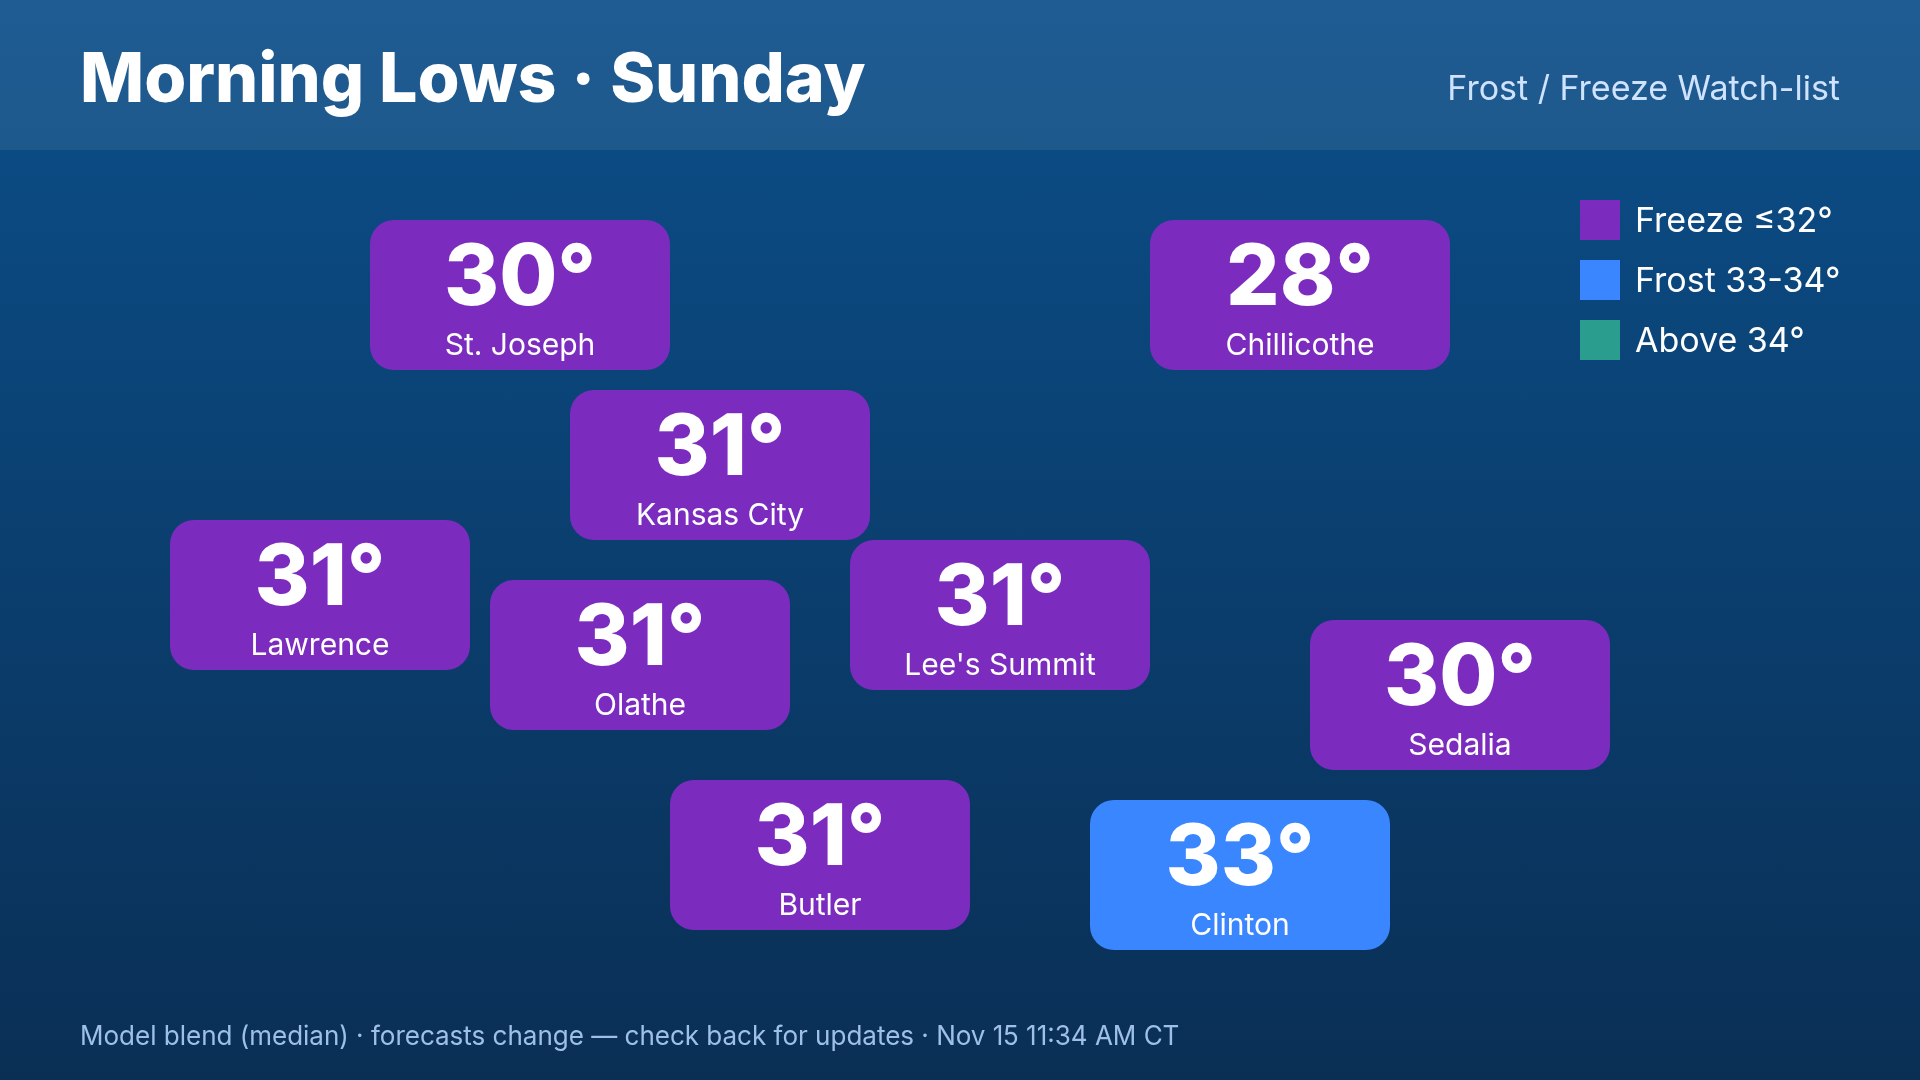 Morning Lows · Sunday
Frost / Freeze Watch-list
Freeze ≤32°
Frost 33-34°
Above 34°
30°
St. Joseph
28°
Chillicothe
31°
Kansas City
31°
Lawrence
31°
Olathe
31°
Lee's Summit
30°
Sedalia
31°
Butler
33°
Clinton
Model blend (median) · forecasts change — check back for updates · Nov 15 11:34 AM CT